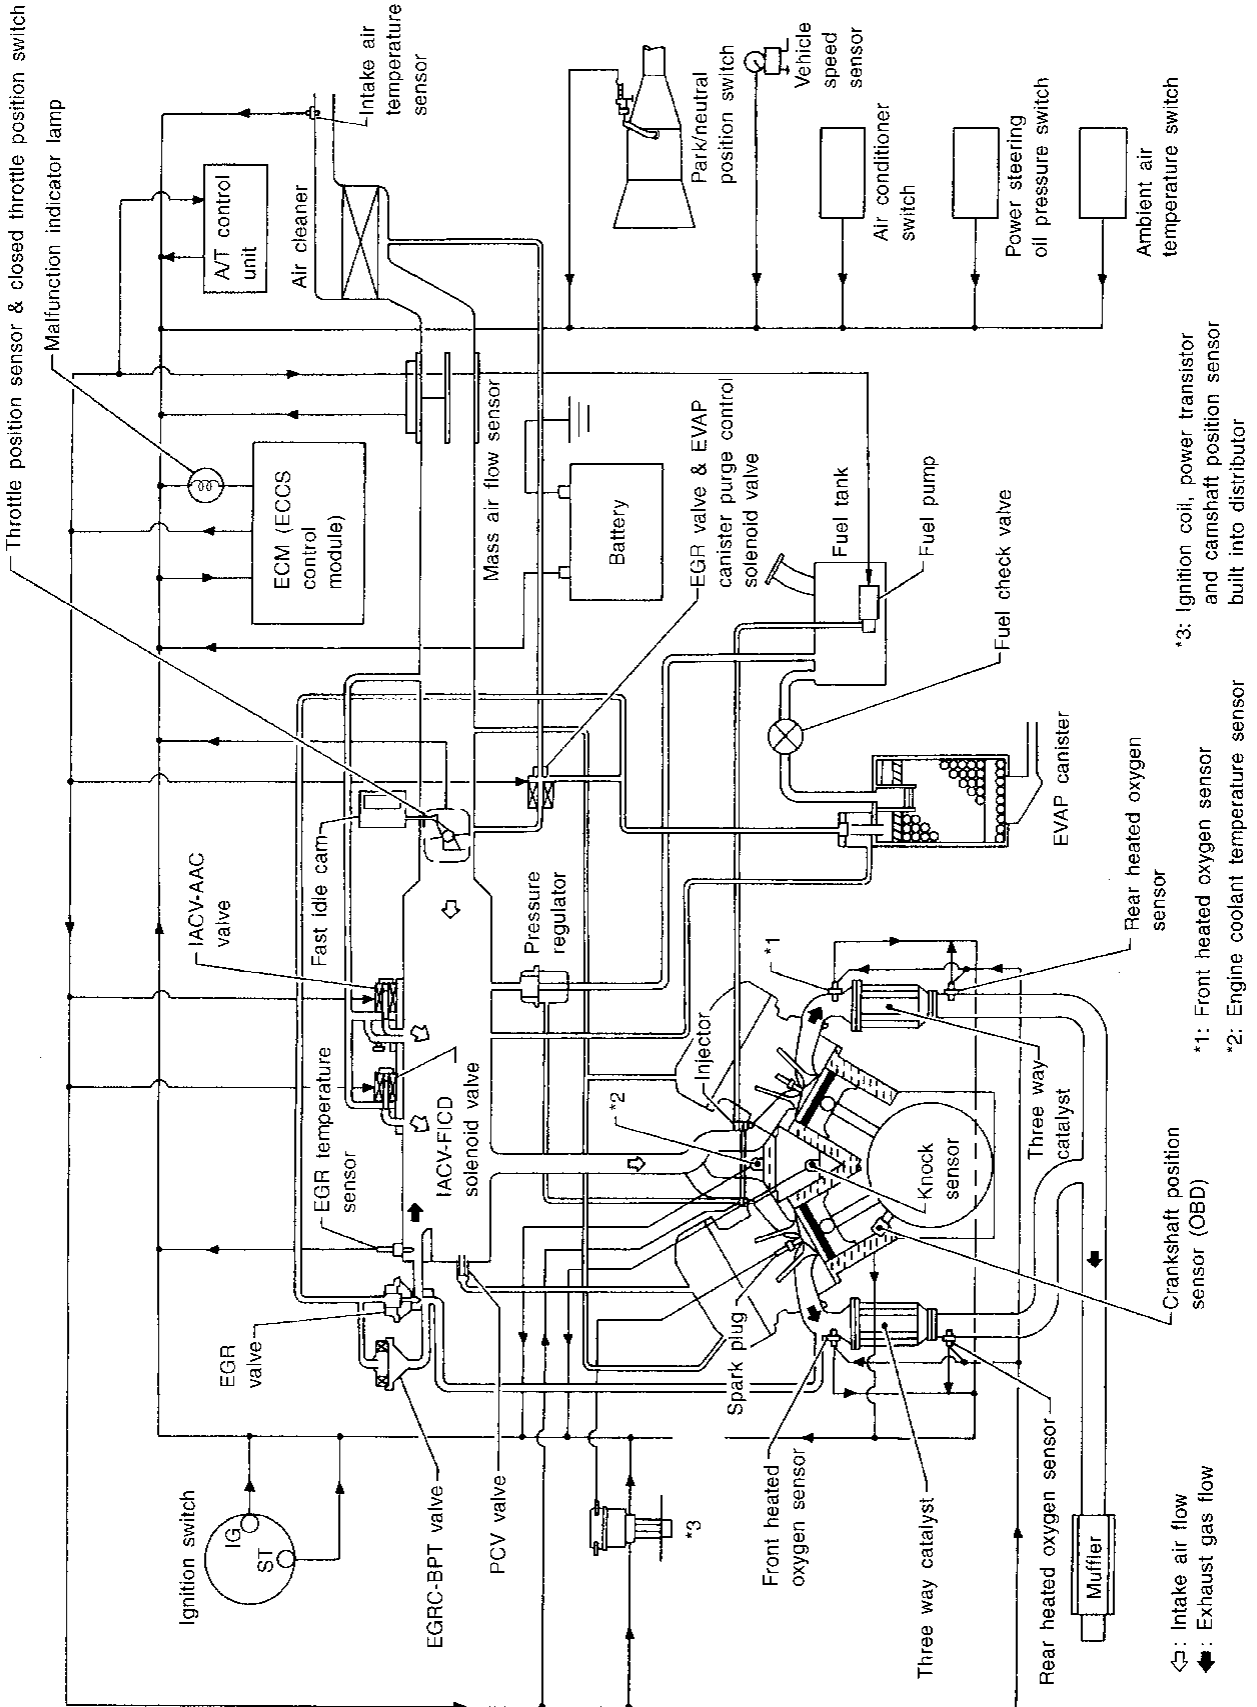 Ignition switch
IG
ST
EGRC-BPT valve
EGR
valve
EGR temperature
sensor
IACV-AAC
valve
Fast idle cam
Throttle position sensor & closed throttle position switch
Malfunction indicator lamp
ECM (ECCS
control
module)
A/T control
unit
Air cleaner
Intake air
temperature
sensor
PCV valve
IACV-FICD
solenoid valve
Pressure
regulator
Mass air flow sensor
Battery
EGR valve & EVAP
canister purge control
solenoid valve
Park/neutral
position switch
Vehicle
speed
sensor
Air conditioner
switch
Power steering
oil pressure switch
Ambient air
temperature switch
*3
Spark plug
*2
Injector
*1
Fuel tank
Fuel pump
Fuel check valve
EVAP canister
Front heated
oxygen sensor
Three way catalyst
Rear heated oxygen sensor
Muffler
Knock
sensor
Crankshaft position
sensor (OBD)
Three way
catalyst
Rear heated oxygen
sensor
: Intake air flow
: Exhaust gas flow
*1: Front heated oxygen sensor
*2: Engine coolant temperature sensor
*3: Ignition coil, power transistor
and camshaft position sensor
built into distributor